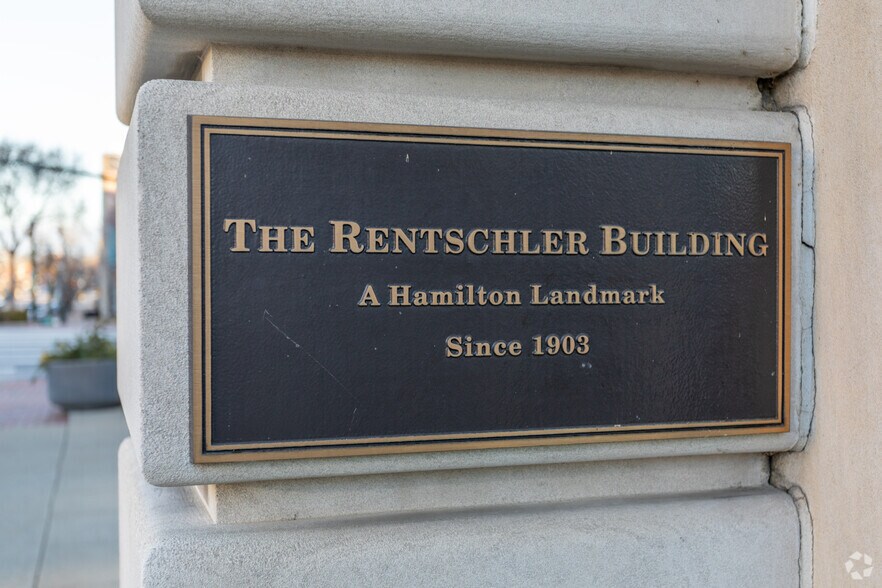 THE RENTSCHLER BUILDING
A Hamilton Landmark
Since 1903